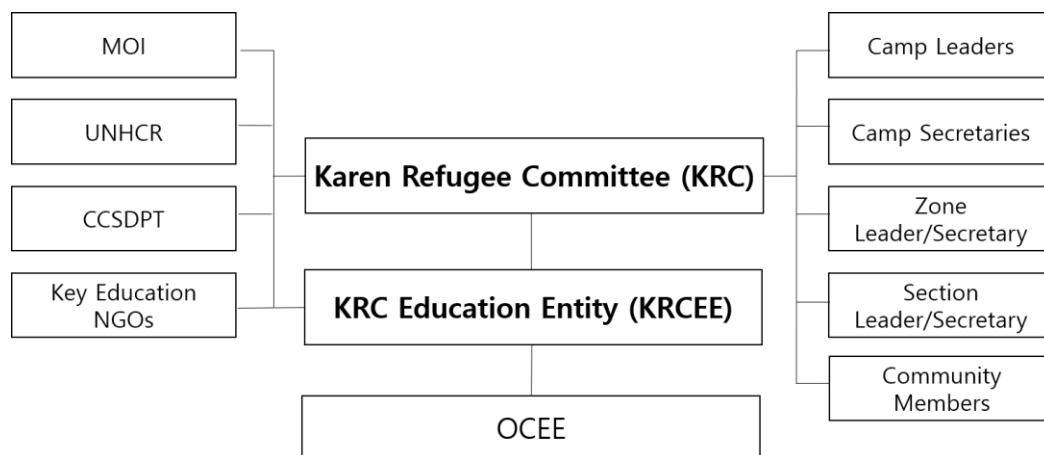 MOI
UNHCR
CCSDPT
Key Education
NGOs
Karen Refugee Committee (KRC)
KRC Education Entity (KRCEE)
OCEE
Camp Leaders
Camp Secretaries
Zone
Leader/Secretary
Section
Leader/Secretary
Community
Members